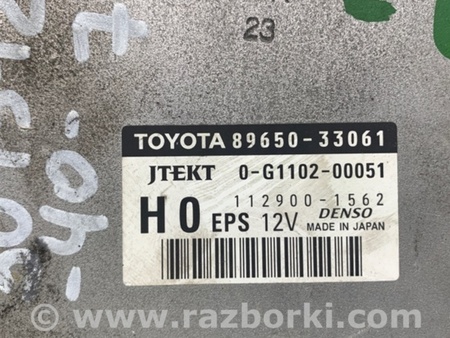 23
TOYOTA 89650-33061
JTEKT 0-G1102-00051
112900-1562
H0 EPS 12V DENSO
MADE IN JAPAN
www.razborki.com